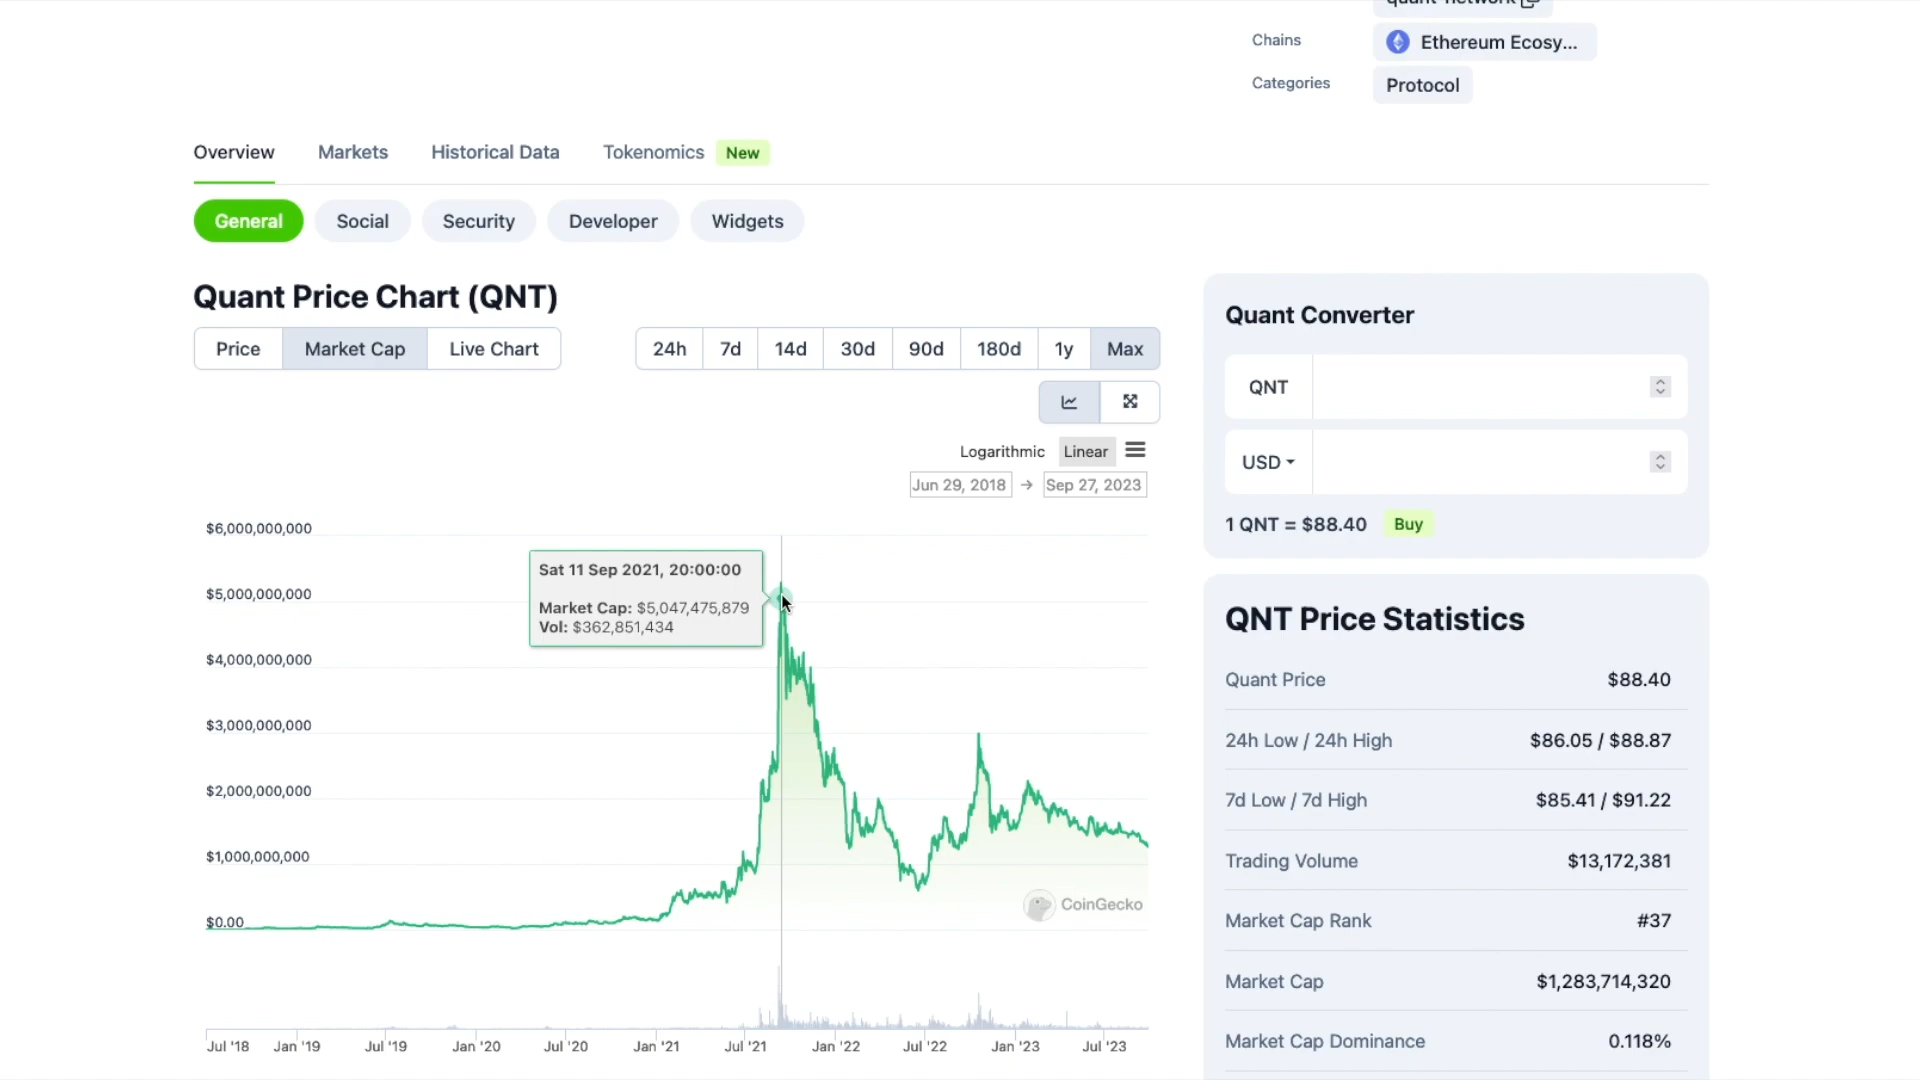 quant-network
Chains
Ethereum Ecosy...
Categories
Protocol
Overview
Markets
Historical Data
Tokenomics
New
General
Social
Security
Developer
Widgets
Quant Price Chart (QNT)
Price
Market Cap
Live Chart
24h
7d
14d
30d
90d
180d
1y
Max
Logarithmic
Linear
Jun 29, 2018 → Sep 27, 2023
$6,000,000,000
$5,000,000,000
$4,000,000,000
$3,000,000,000
$2,000,000,000
$1,000,000,000
$0.00
Sat 11 Sep 2021, 20:00:00
Market Cap: $5,047,475,879
Vol: $362,851,434
CoinGecko
Jul '18
Jan '19
Jul '19
Jan '20
Jul '20
Jan '21
Jul '21
Jan '22
Jul '22
Jan '23
Jul '23
Quant Converter
QNT
USD
1 QNT = $88.40
Buy
QNT Price Statistics
Quant Price
$88.40
24h Low / 24h High
$86.05 / $88.87
7d Low / 7d High
$85.41 / $91.22
Trading Volume
$13,172,381
Market Cap Rank
#37
Market Cap
$1,283,714,320
Market Cap Dominance
0.118%